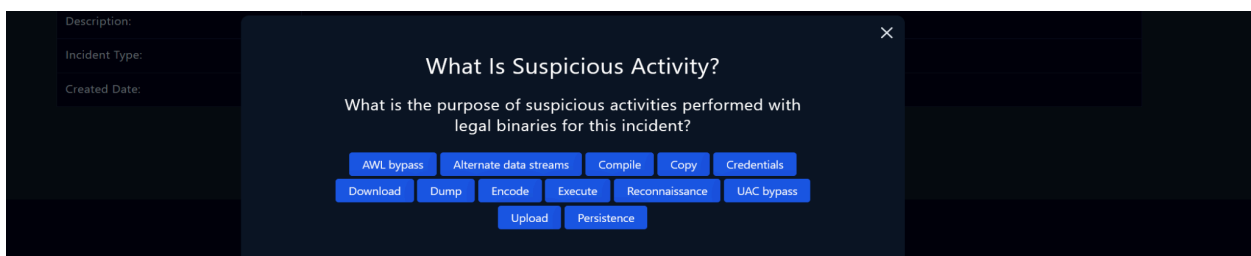 Description:
Incident Type:
Created Date:
What Is Suspicious Activity?
What is the purpose of suspicious activities performed with
legal binaries for this incident?
AWL bypass Alternate data streams Compile Copy Credentials
Download Dump Encode Execute Reconnaissance UAC bypass
Upload Persistence